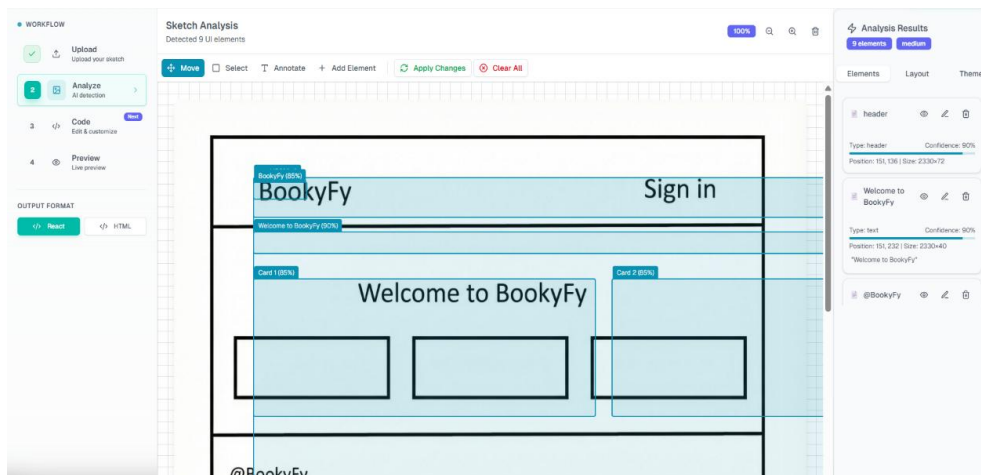 WORKFLOW
Upload
Upload your sketch
2
Analyze
AI detection
3
</>
Code
Edit & customize
Next
4
Preview
Live preview
OUTPUT FORMAT
</> React
</> HTML
Sketch Analysis
Detected 9 UI elements
100%
Move
Select
T Annotate
+ Add Element
Apply Changes
Clear All
BookyFy (85%)
BookyFy
Sign in
Welcome to BookyFy (90%)
Card 1 (85%)
Card 2 (85%)
Welcome to BookyFy
@BookyFy
Analysis Results
9 elements
medium
Elements
Layout
Theme
header
Type: header
Confidence: 90%
Position: 151, 136 | Size: 2330×72
Welcome to
BookyFy
Type: text
Confidence: 90%
Position: 151, 232 | Size: 2330×40
"Welcome to BookyFy"
@BookyFy